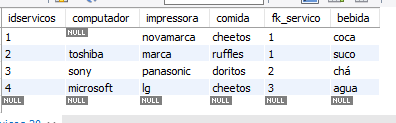 idservicos computador impressora comida fk_servico bebida
1 NULL novamarca cheetos 1 coca
2 toshiba marca ruffles 1 suco
3 sony panasonic doritos 2 chá
4 microsoft lg cheetos 3 agua
NULL NULL NULL NULL NULL NULL